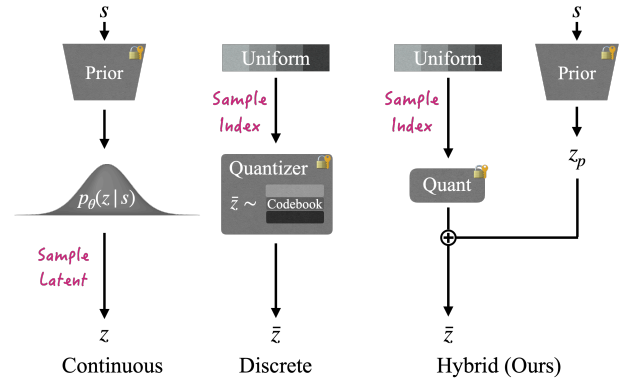 s
Prior
pθ(z|s)
Sample
Latent
z
Continuous
Uniform
Sample
Index
Quantizer
z̄ ~
Codebook
z̄
Discrete
Uniform
Sample
Index
Quant
s
Prior
zp
+
z̄
Hybrid (Ours)